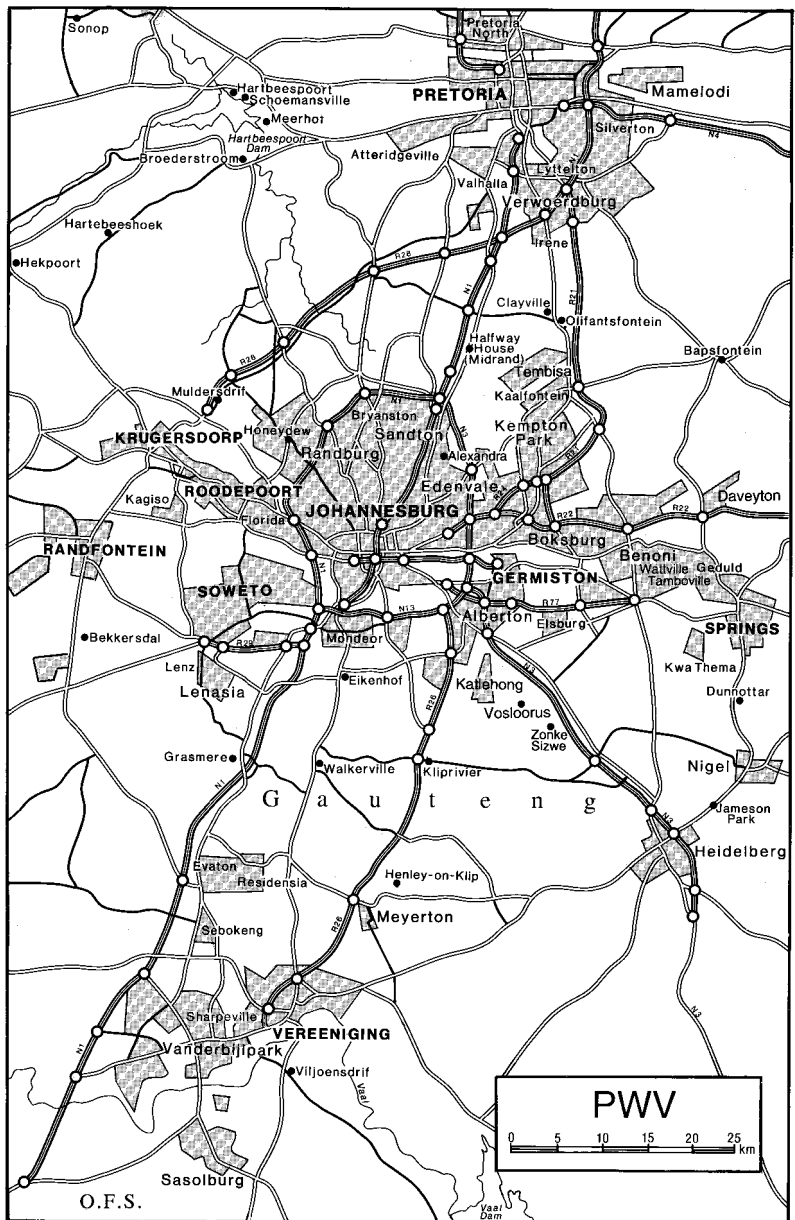 Sonop
Pretoria
North
Hartbeespoort
Schoemansville
PRETORIA
Mamelodi
Meerhof
Hartbeespoort
Dam
Silverton
N4
Broederstroom
Atteridgeville
Lyttelton
N1
Valhalla
Verwoerdburg
Hartebeeshoek
Irene
Hekpoort
R28
N1
R21
Clayville
Olifantsfontein
Halfway
House
(Midrand)
Bapsfontein
R28
Tembisa
Kaalfontein
Muldersdrif
N1
Bryanston
N3
Kempton
Park
KRUGERSDORP
Honeydew
Sandton
Randburg
Alexandra
R21
Edenvale
R24
ROODEPOORT
Kagiso
Daveyton
Florida
JOHANNESBURG
R22
R22
Boksburg
RANDFONTEIN
Benoni
Geduld
Wattville
Tamboville
N1
GERMISTON
SOWETO
R77
N13
Alberton
Elsburg
SPRINGS
Bekkersdal
Mondeor
R29
Lenz
N3
Kwa Thema
Lenasia
Eikenhof
Katlehong
R26
Dunnottar
Vosloorus
Zonke
Sizwe
Grasmere
Walkerville
Kliprivier
Nigel
N1
Gauteng
Jameson
Park
N3
Heidelberg
Evaton
Residensia
Henley-on-Klip
Meyerton
Sebokeng
R26
N3
Sharpeville
VEREENIGING
N1
Vanderbijlpark
Viljoensdrif
Vaal
PWV
0 5 10 15 20 25
km
Sasolburg
O.F.S.
Vaal
Dam